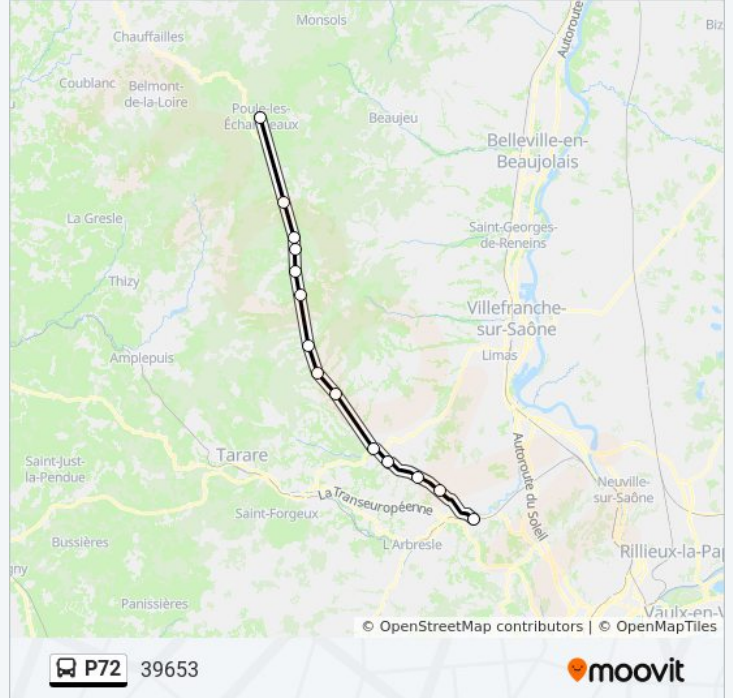 Monsols
Chauffailles
Autoroute
Biz
Coublanc
Belmont-
de-la-Loire
Poule-les-
Beaujeu
Belleville-en-
Beaujolais
La Gresle
Saint-Georges-
de-Reneins
Thizy
Villefranche-
sur-Saône
Amplepuis
Limas
Tarare
Saint-Just-
la-Pendue
Autoroute du Soleil
Neuville-
sur-Saône
La Transeuropéenne
Saint-Forgeux
L'Arbresle
Bussières
Rillieux-la-Pap
gny
Panissières
Vaulx-en-V
© OpenStreetMap contributors | © OpenMapTiles
P72 39653
moovit